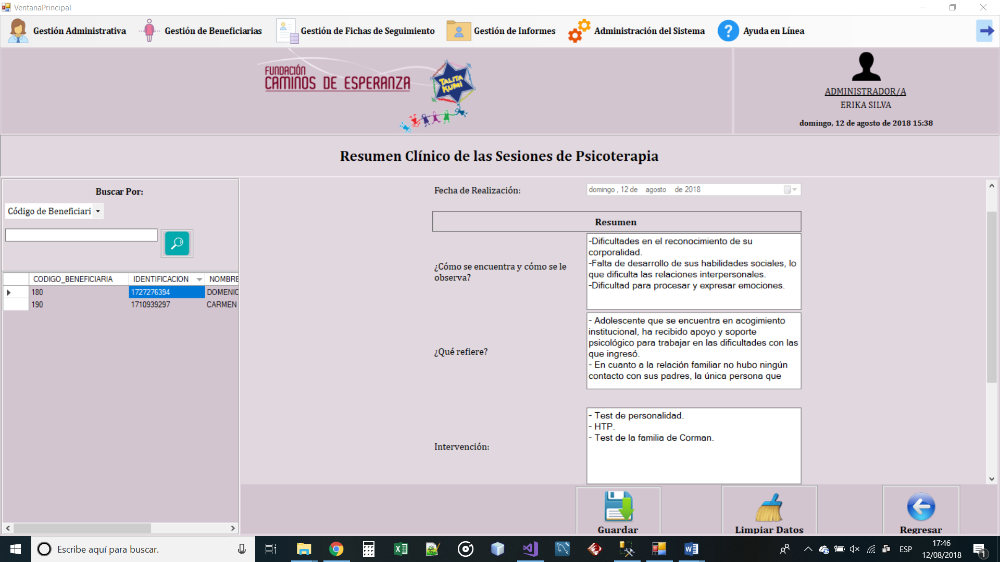 VentanaPrincipal
Gestión Administrativa
Gestión de Beneficiarias
Gestión de Fichas de Seguimiento
Gestión de Informes
Administración del Sistema
?
Ayuda en Línea
FUNDACIÓN
CAMINOS DE ESPERANZA
TALITA
KUMI
ADMINISTRADOR/A
ERIKA SILVA
domingo, 12 de agosto de 2018 15:38
Resumen Clínico de las Sesiones de Psicoterapia
Buscar Por:
Código de Beneficiari
CODIGO_BENEFICIARIA IDENTIFICACION NOMBRE
180 1727276394 DOMENIC
190 1710939297 CARMEN
Fecha de Realización:
domingo , 12 de agosto de 2018
Resumen
¿Cómo se encuentra y cómo se le
observa?
-Dificultades en el reconocimiento de su
corporalidad.
-Falta de desarrollo de sus habilidades sociales, lo
que dificulta las relaciones interpersonales.
-Dificultad para procesar y expresar emociones.
¿Qué refiere?
- Adolescente que se encuentra en acogimiento
institucional, ha recibido apoyo y soporte
psicológico para trabajar en las dificultades con las
que ingresó.
- En cuanto a la relación familiar no hubo ningún
contacto con sus padres, la única persona que
Intervención:
- Test de personalidad.
- HTP.
- Test de la familia de Corman.
Guardar
Limpiar Datos
Regresar
Escribe aquí para buscar.
ESP
17:46
12/08/2018
1